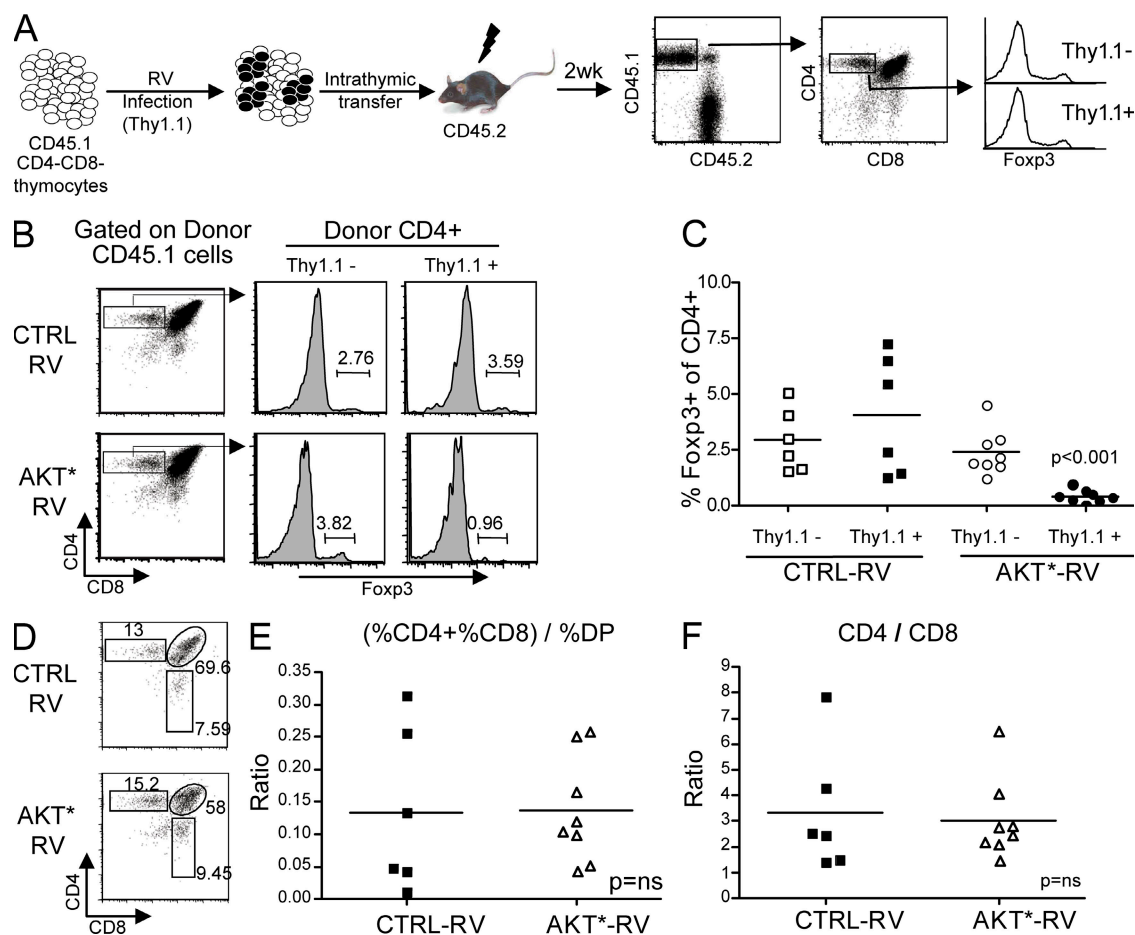 A
RV
Infection
(Thy1.1)
Intrathymic
transfer
2wk
CD45.1
CD4-CD8-
thymocytes
CD45.2
CD45.1
CD45.2
CD4
CD8
Thy1.1-
Thy1.1+
Foxp3
B
Gated on Donor
CD45.1 cells
Donor CD4+
Thy1.1 -
Thy1.1 +
CTRL
RV
2.76
3.59
AKT*
RV
3.82
0.96
CD4
CD8
Foxp3
C
% Foxp3+ of CD4+
10.0
7.5
5.0
2.5
0.0
p<0.001
Thy1.1 -
Thy1.1 +
Thy1.1 -
Thy1.1 +
CTRL-RV
AKT*-RV
D
CTRL
RV
13
69.6
7.59
AKT*
RV
15.2
58
9.45
CD4
CD8
E
(%CD4+%CD8) / %DP
Ratio
0.35
0.30
0.25
0.20
0.15
0.10
0.05
0.00
p=ns
CTRL-RV
AKT*-RV
F
CD4 / CD8
Ratio
9
8
7
6
5
4
3
2
1
0
p=ns
CTRL-RV
AKT*-RV